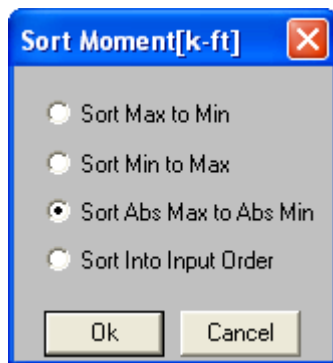 Sort Moment[k-ft]
Sort Max to Min
Sort Min to Max
Sort Abs Max to Abs Min
Sort Into Input Order
Ok
Cancel